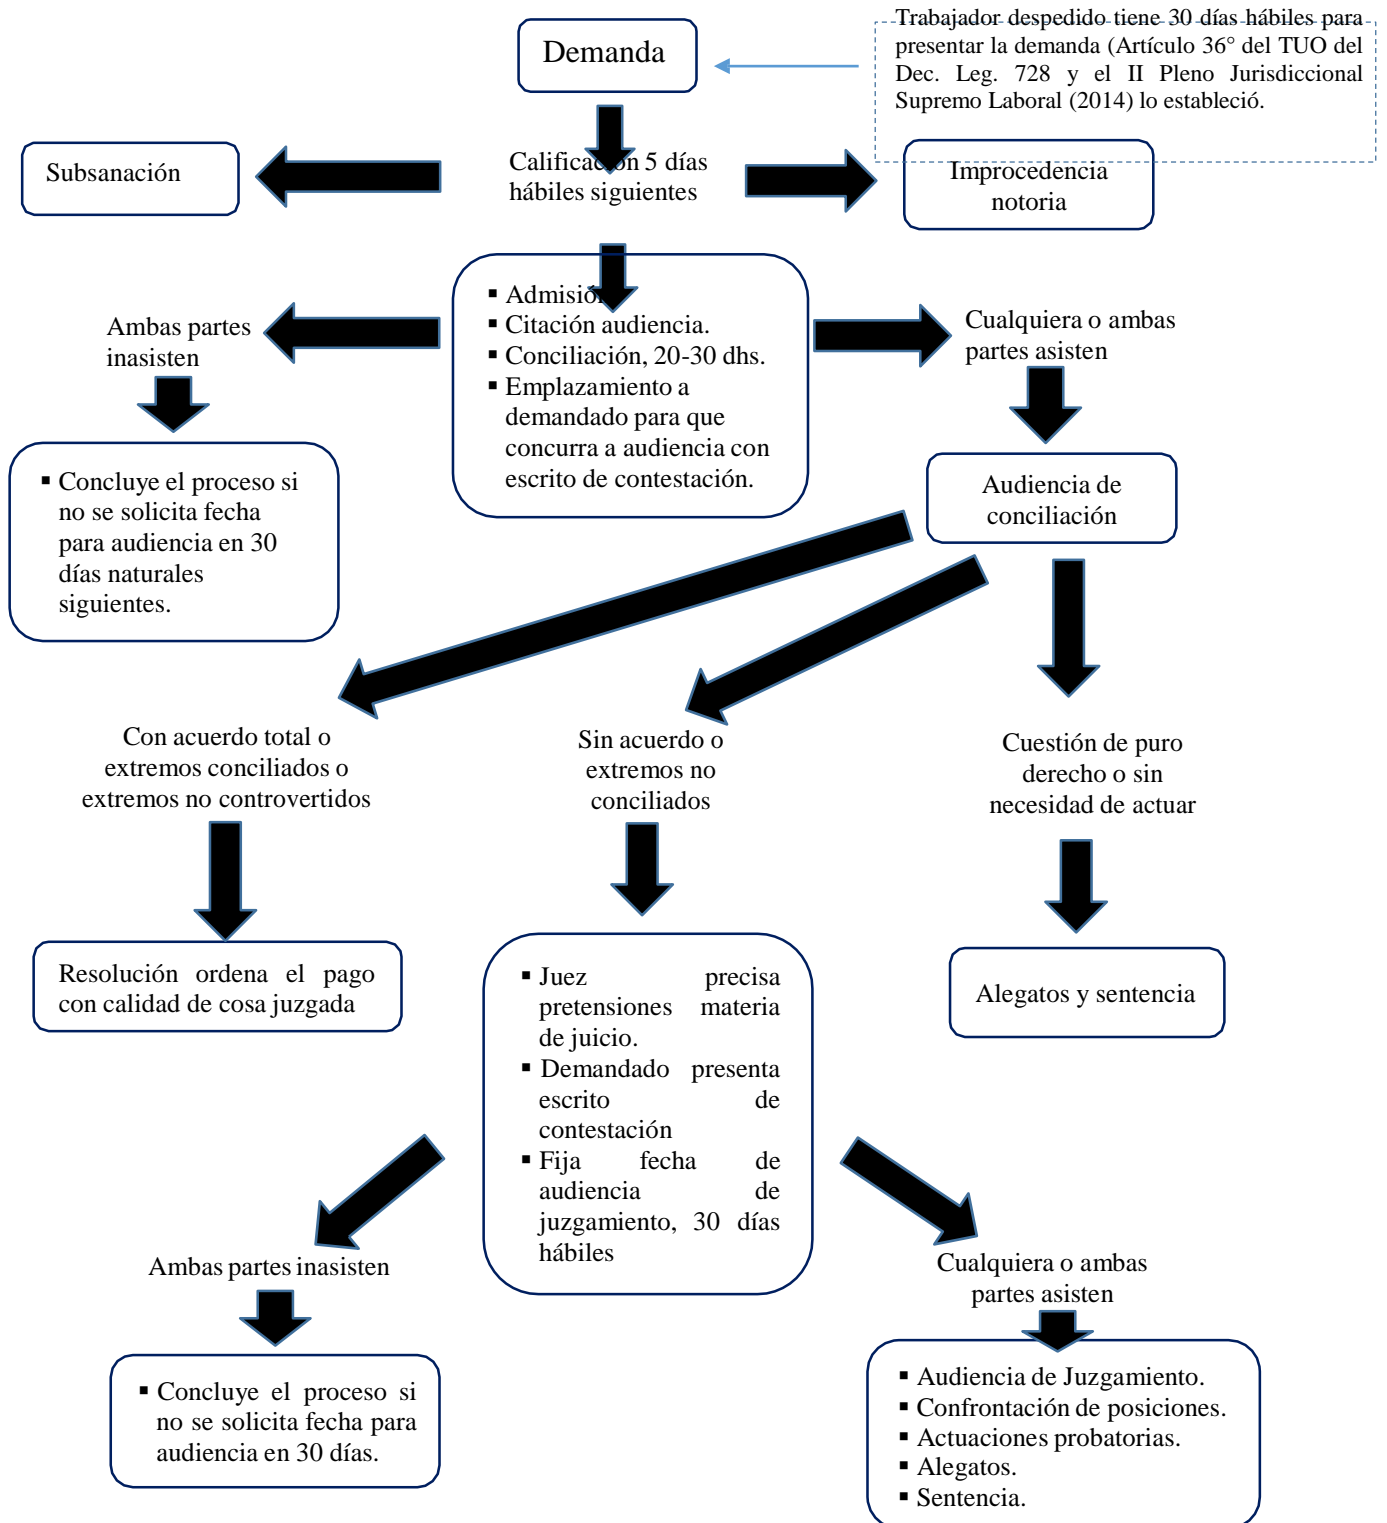 Demanda
Trabajador despedido tiene 30 días hábiles para
presentar la demanda (Artículo 36° del TUO del
Dec. Leg. 728 y el II Pleno Jurisdiccional
Supremo Laboral (2014) lo estableció.
Subsanación
Calificación 5 días
hábiles siguientes
Improcedencia
notoria
Ambas partes
inasisten
▪ Admisión
▪ Citación audiencia.
▪ Conciliación, 20-30 dhs.
▪ Emplazamiento a
demandado para que
concurra a audiencia con
escrito de contestación.
Cualquiera o ambas
partes asisten
▪ Concluye el proceso si
no se solicita fecha
para audiencia en 30
días naturales
siguientes.
Audiencia de
conciliación
Con acuerdo total o
extremos conciliados o
extremos no controvertidos
Sin acuerdo o
extremos no
conciliados
Cuestión de puro
derecho o sin
necesidad de actuar
Resolución ordena el pago
con calidad de cosa juzgada
▪ Juez precisa
pretensiones materia
de juicio.
▪ Demandado presenta
escrito de
contestación
▪ Fija fecha de
audiencia de
juzgamiento, 30 días
hábiles
Alegatos y sentencia
Ambas partes inasisten
Cualquiera o ambas
partes asisten
▪ Concluye el proceso si
no se solicita fecha para
audiencia en 30 días.
▪ Audiencia de Juzgamiento.
▪ Confrontación de posiciones.
▪ Actuaciones probatorias.
▪ Alegatos.
▪ Sentencia.